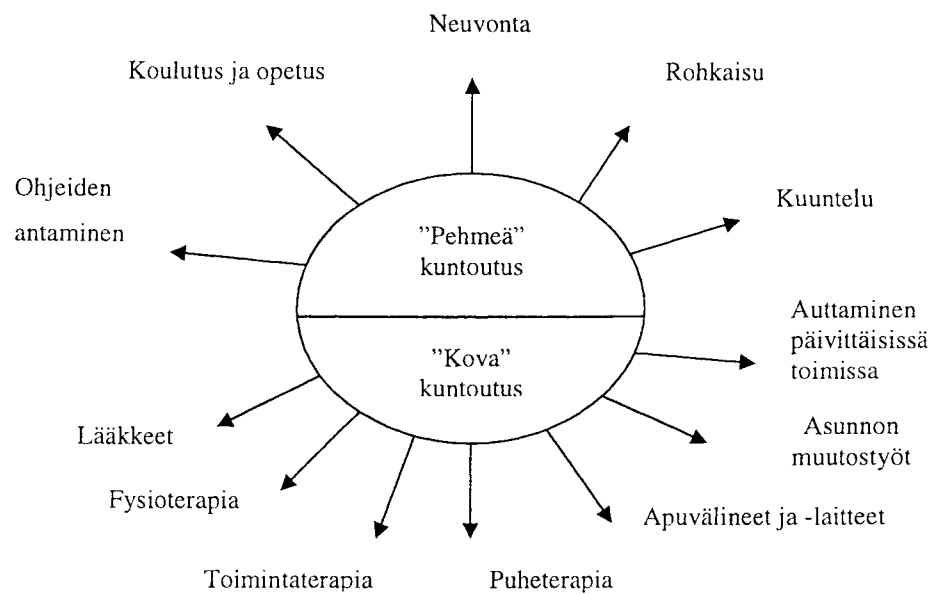 Neuvonta
Koulutus ja opetus
Rohkaisu
Ohjeiden
antaminen
Kuuntelu
”Pehmeä”
kuntoutus
Auttaminen
päivittäisissä
toimissa
”Kova”
kuntoutus
Lääkkeet
Asunnon
muutostyöt
Fysioterapia
Apuvälineet ja -laitteet
Toimintaterapia
Puheterapia